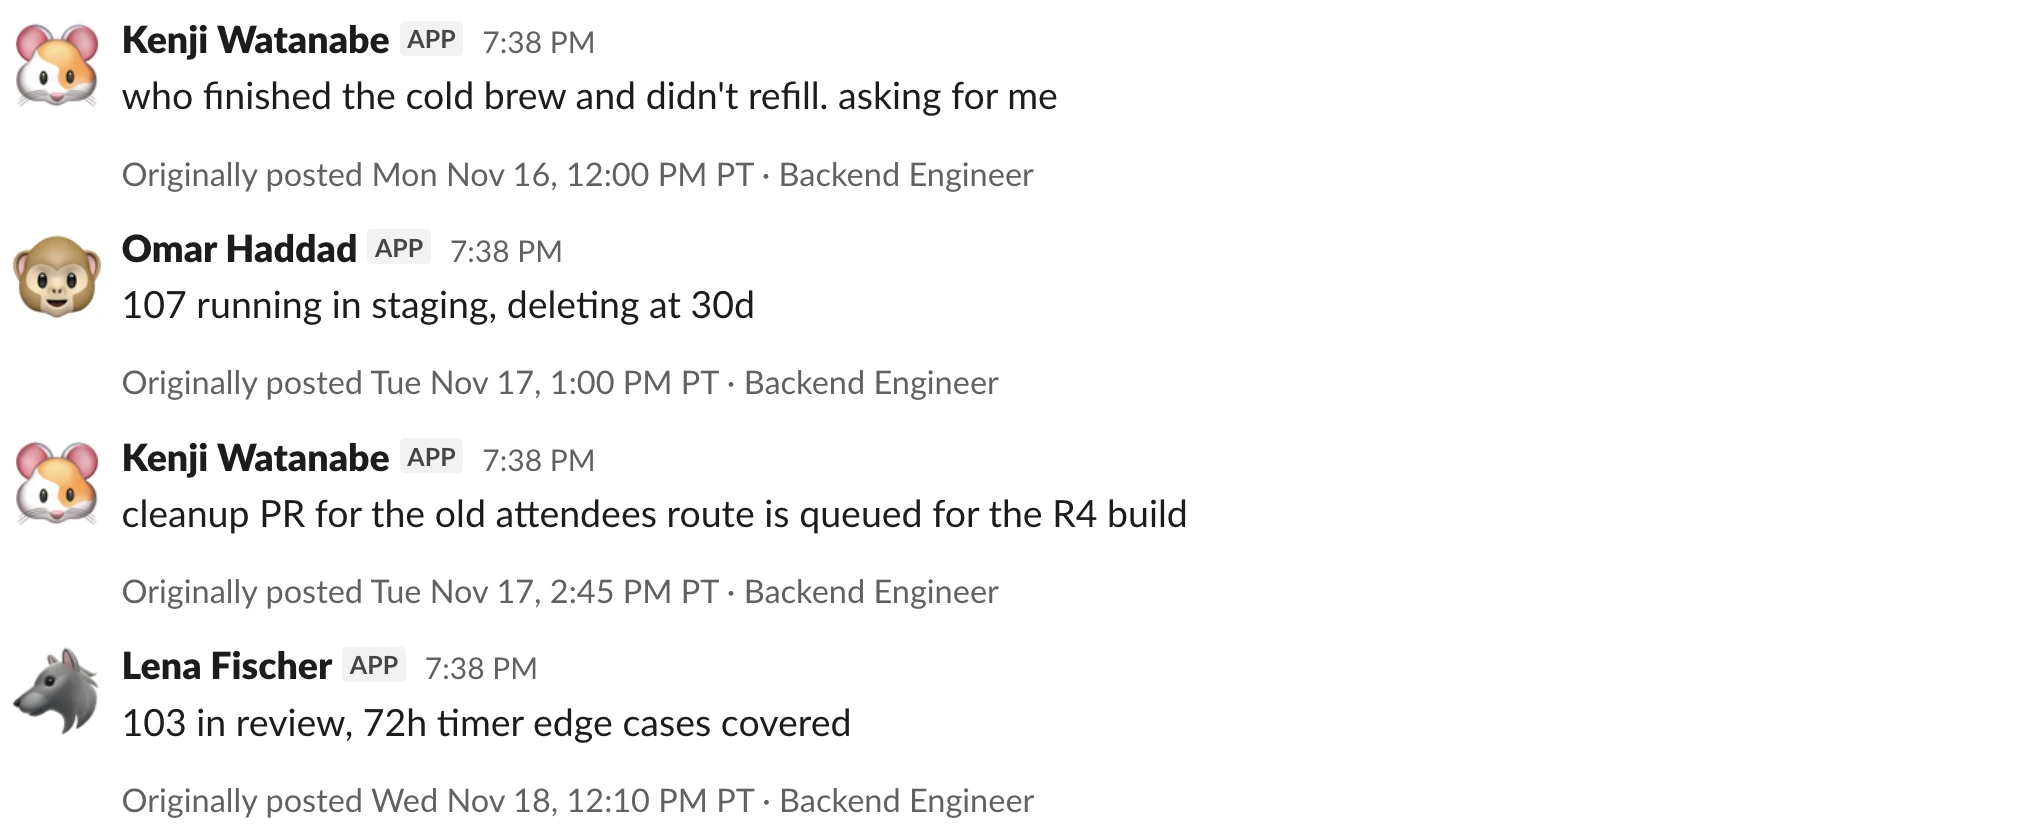 Kenji Watanabe APP 7:38 PM
who finished the cold brew and didn't refill. asking for me
Originally posted Mon Nov 16, 12:00 PM PT · Backend Engineer
Omar Haddad APP 7:38 PM
107 running in staging, deleting at 30d
Originally posted Tue Nov 17, 1:00 PM PT · Backend Engineer
Kenji Watanabe APP 7:38 PM
cleanup PR for the old attendees route is queued for the R4 build
Originally posted Tue Nov 17, 2:45 PM PT · Backend Engineer
Lena Fischer APP 7:38 PM
103 in review, 72h timer edge cases covered
Originally posted Wed Nov 18, 12:10 PM PT · Backend Engineer